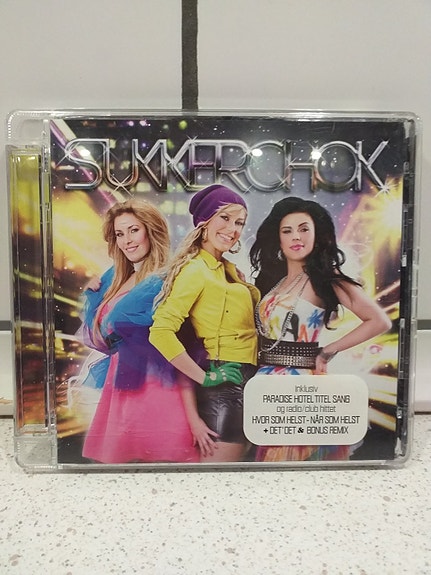 SUKKERCHOK
inklusiv
PARADISE HOTEL TITEL SANG
og radio/club hittet
HVOR SOM HELST - NÅR SOM HELST
+ DET' DET & BONUS REMIX